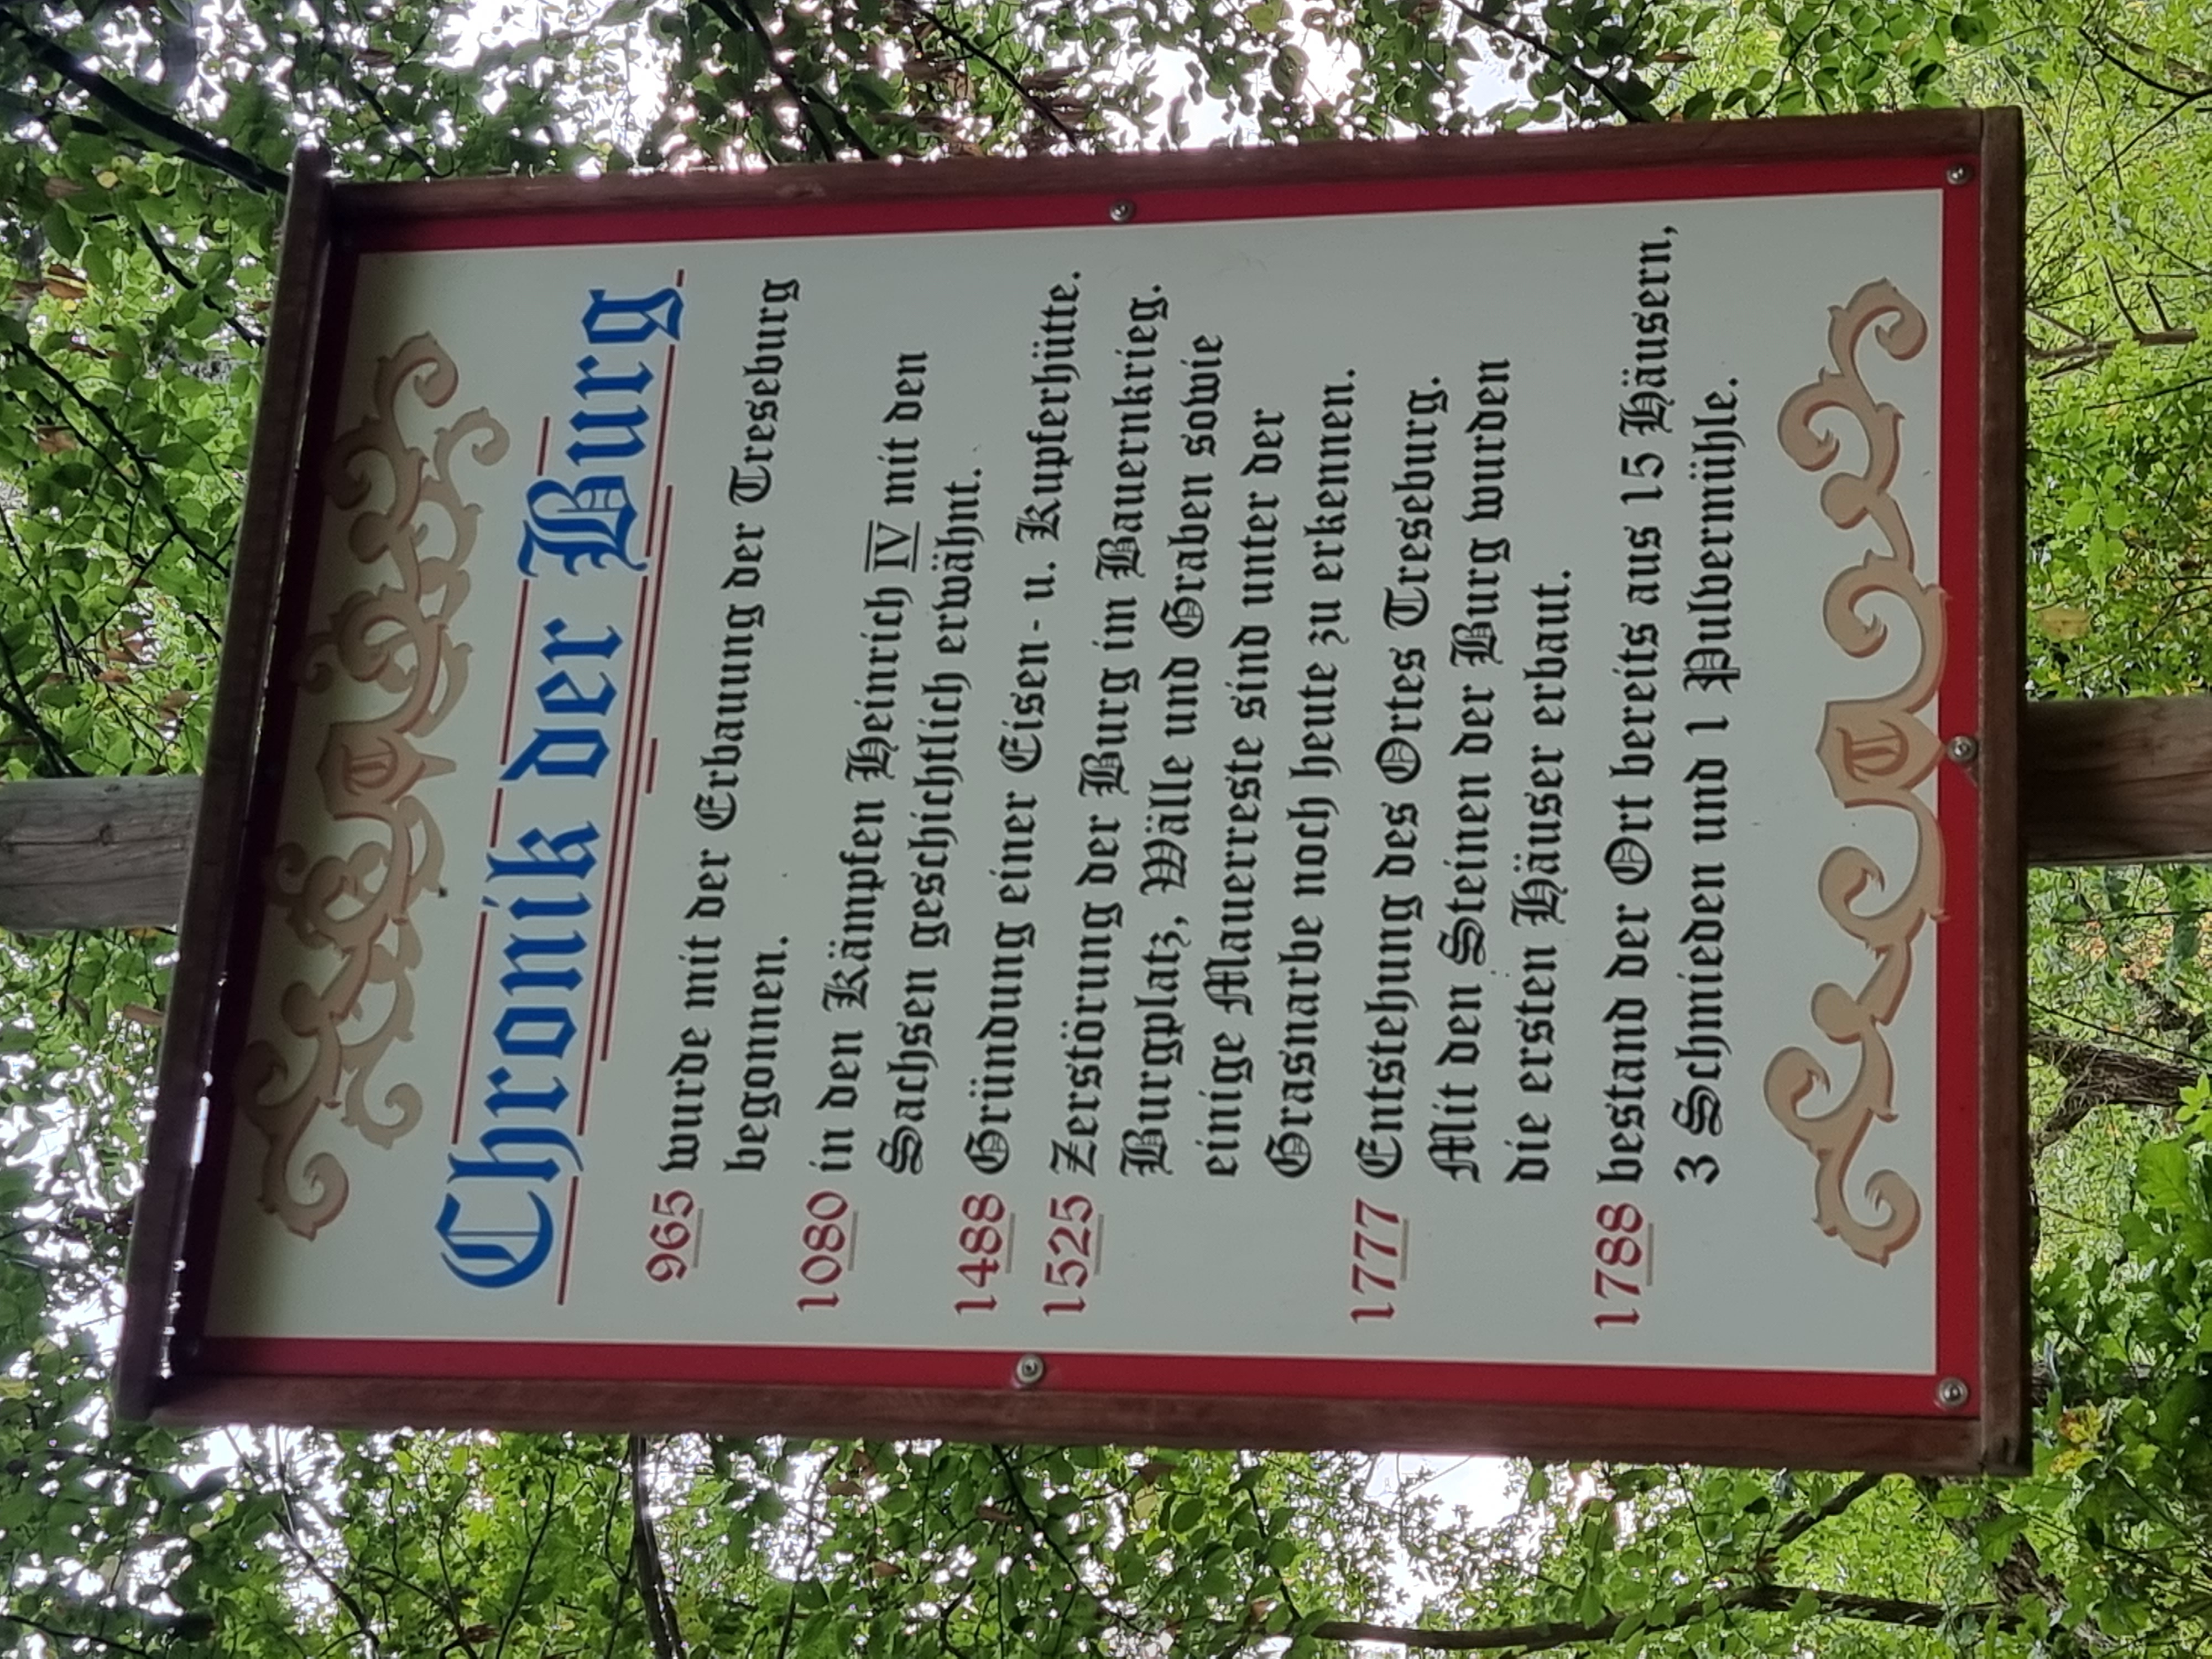 Chronik der Burg
965 wurde mit der Erbauung der Treseburg
begonnen.
1080 in den Kämpfen Heinrich IV mit den
Sachsen geschichtlich erwähnt.
1488 Gründung einer Eisen - u. Kupferhütte.
1525 Zerstörung der Burg im Bauernkrieg.
Burgplatz, Wälle und Graben sowie
einige Mauerreste sind unter der
Grasnarbe noch heute zu erkennen.
1777 Entstehung des Ortes Treseburg.
Mit den Steinen der Burg wurden
die ersten Häuser erbaut.
1788 bestand der Ort bereits aus 15 Häusern,
3 Schmieden und 1 Pulvermühle.
T
T